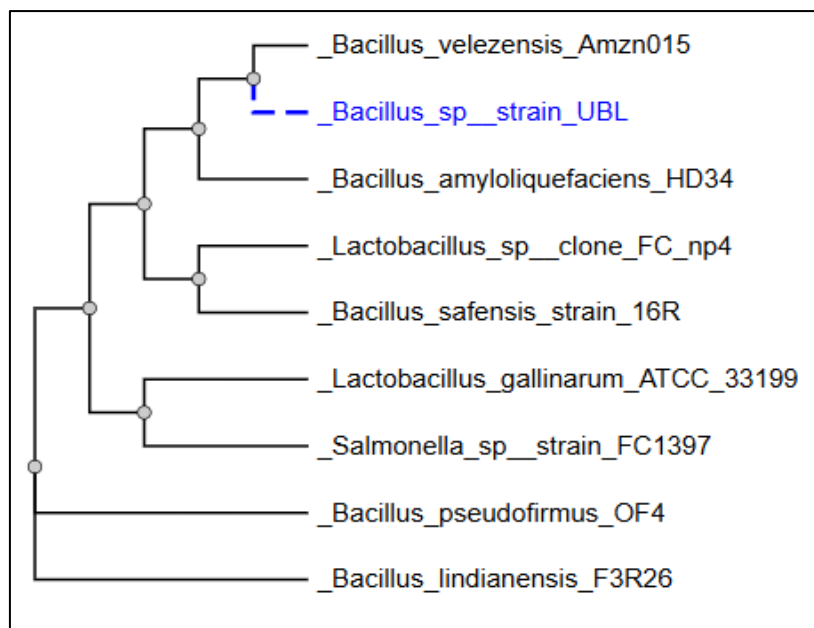 _Bacillus_velezensis_Amzn015
_Bacillus_sp__strain_UBL
_Bacillus_amyloliquefaciens_HD34
_Lactobacillus_sp__clone_FC_np4
_Bacillus_safensis_strain_16R
_Lactobacillus_gallinarum_ATCC_33199
_Salmonella_sp__strain_FC1397
_Bacillus_pseudofirmus_OF4
_Bacillus_lindianensis_F3R26